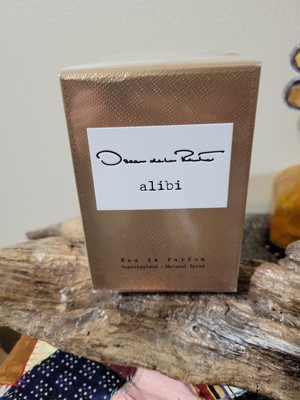 Oscar de la Renta
alibi
Eau de Parfum
Vaporisateur - Natural Spray